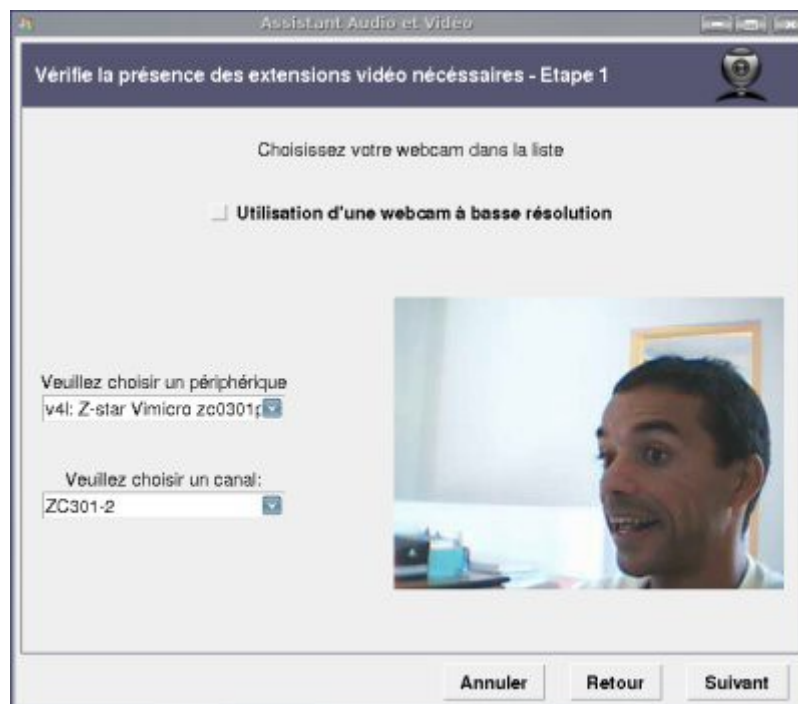 Assistant Audio et Vidéo
Vérifie la présence des extensions vidéo nécéssaires - Etape 1
Choisissez votre webcam dans la liste
Utilisation d'une webcam à basse résolution
Veuillez choisir un périphérique
v4l: Z-star Vimicro zc0301p
Veuillez choisir un canal:
ZC301-2
Annuler
Retour
Suivant